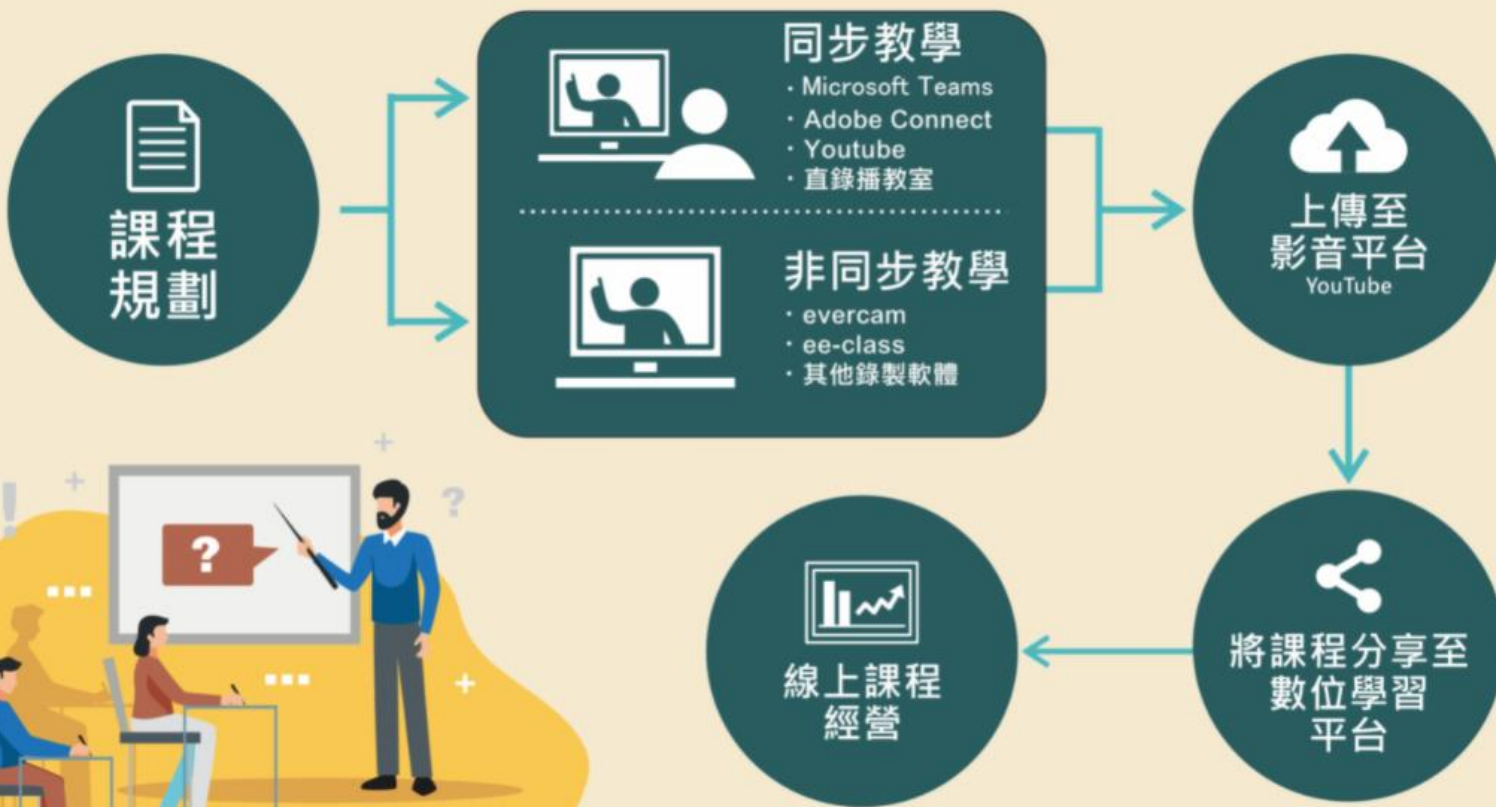 課程
規劃
同步教學
· Microsoft Teams
· Adobe Connect
· Youtube
· 直錄播教室
非同步教學
· evercam
· ee-class
· 其他錄製軟體
上傳至
影音平台
YouTube
將課程分享至
數位學習
平台
線上課程
經營
?
?
!